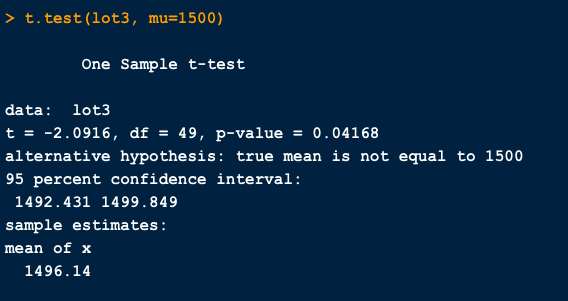 > t.test(lot3, mu=1500)
One Sample t-test
data:  lot3
t = -2.0916, df = 49, p-value = 0.04168
alternative hypothesis: true mean is not equal to 1500
95 percent confidence interval:
1492.431 1499.849
sample estimates:
mean of x
1496.14